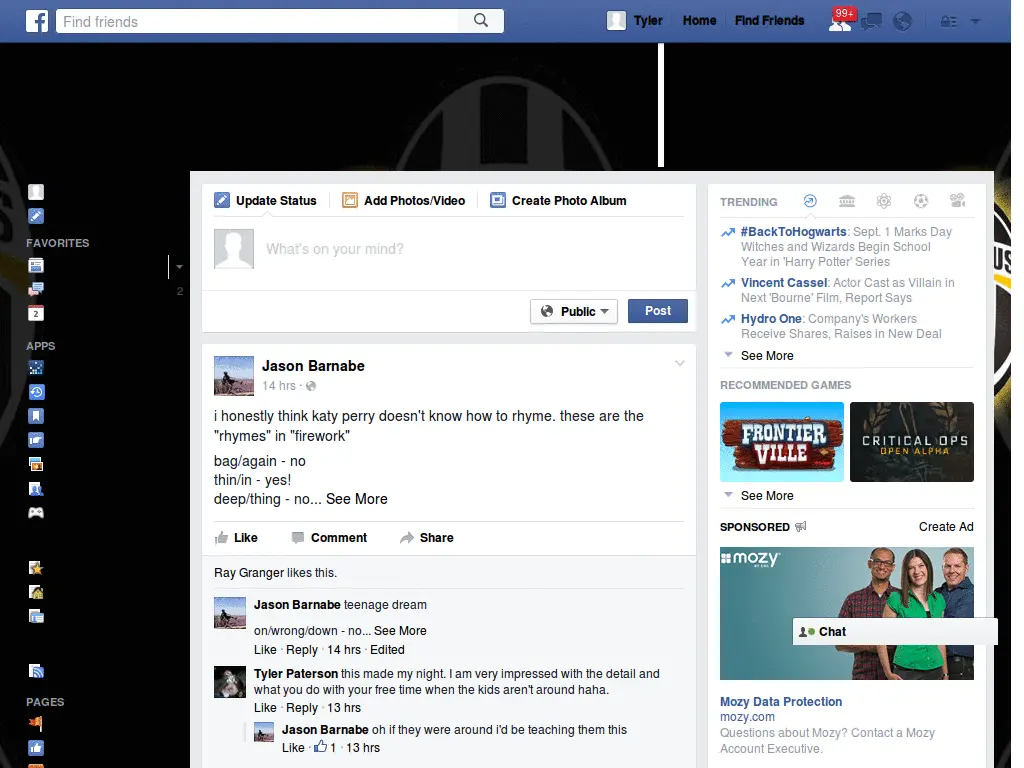 Find friends
Tyler Home Find Friends 99+
Update Status Add Photos/Video Create Photo Album
What's on your mind?
Public Post
FAVORITES
2
2
APPS
PAGES
Jason Barnabe
14 hrs ·
i honestly think katy perry doesn't know how to rhyme. these are the
"rhymes" in "firework"
bag/again - no
thin/in - yes!
deep/thing - no... See More
Like Comment Share
Ray Granger likes this.
Jason Barnabe teenage dream
on/wrong/down - no... See More
Like · Reply · 14 hrs · Edited
Tyler Paterson this made my night. I am very impressed with the detail and
what you do with your free time when the kids aren't around haha.
Like · Reply · 13 hrs
Jason Barnabe oh if they were around i'd be teaching them this
Like · 1 · 13 hrs
TRENDING
#BackToHogwarts: Sept. 1 Marks Day
Witches and Wizards Begin School
Year in 'Harry Potter' Series
Vincent Cassel: Actor Cast as Villain in
Next 'Bourne' Film, Report Says
Hydro One: Company's Workers
Receive Shares, Raises in New Deal
See More
RECOMMENDED GAMES
FRONTIER
VILLE
CRITICAL OPS
OPEN ALPHA
See More
SPONSORED Create Ad
mozy
Chat
Mozy Data Protection
mozy.com
Questions about Mozy? Contact a Mozy
Account Executive.